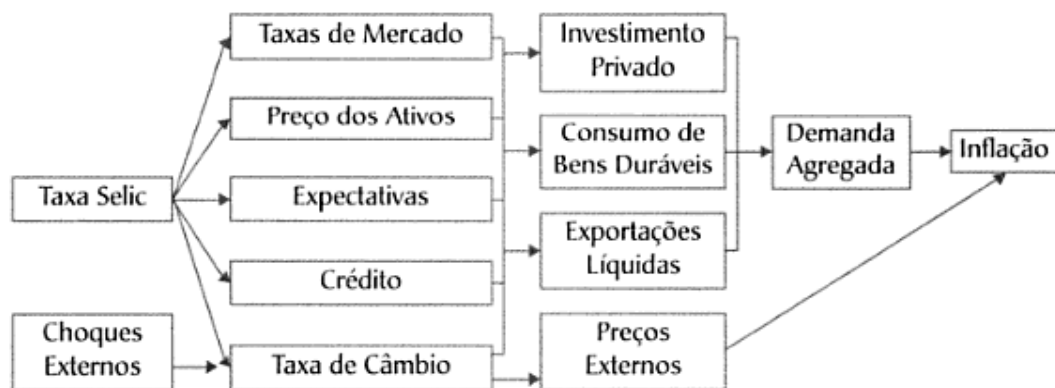 Taxa Selic
Choques
Externos
Taxas de Mercado
Preço dos Ativos
Expectativas
Crédito
Taxa de Câmbio
Investimento
Privado
Consumo de
Bens Duráveis
Exportações
Líquidas
Preços
Externos
Demanda
Agregada
Inflação